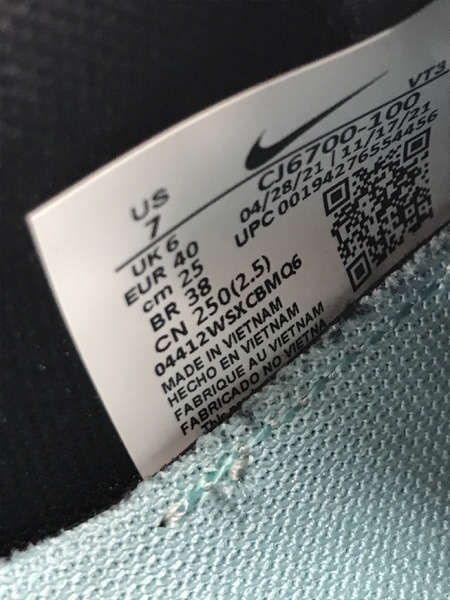 VT3
CJ6700-100
04/28/21 | 11/17/21
UPC 00194276554456
US
7
UK 6
EUR 40
cm 25
BR 38
CN 250(2.5)
04412WSXCBMQ6
MADE IN VIETNAM
HECHO EN VIETNAM
FABRIQUE AU VIETNAM
FABRICADO NO VIETNA
This